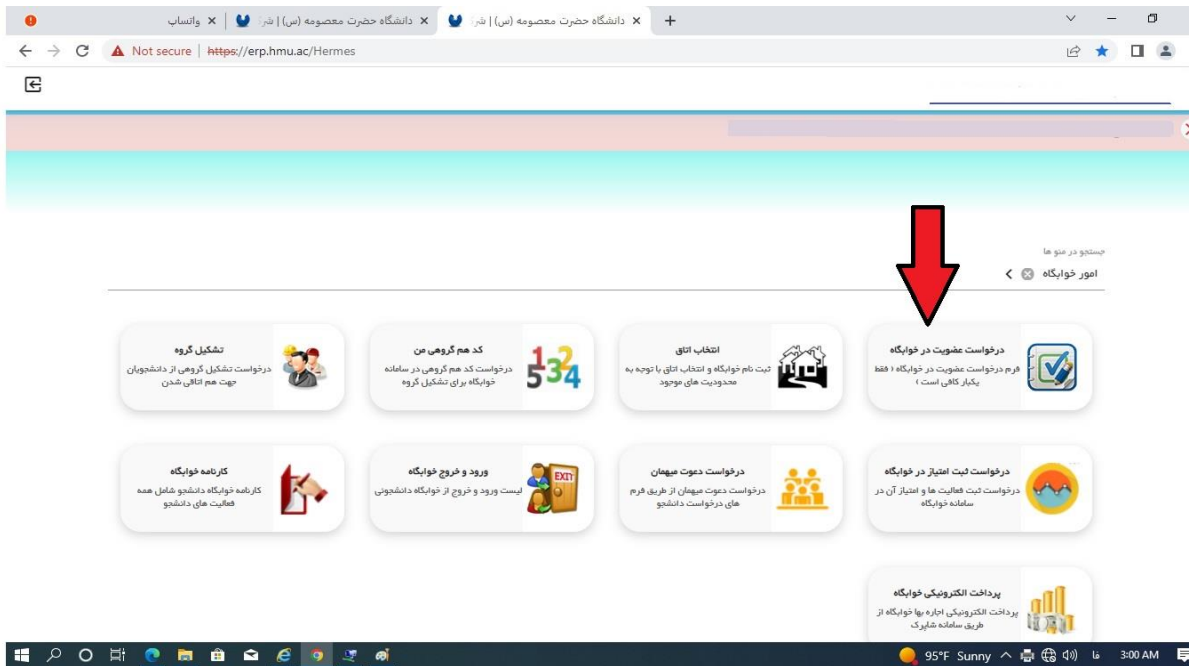 دانشگاه حضرت معصومه (س) | شر
دانشگاه حضرت معصومه (س) | شر
واتساپ
Not secure | https://erp.hmu.ac/Hermes
جستجو در منو ها
امور خوابگاه
درخواست عضویت در خوابگاه
فرم درخواست عضویت در خوابگاه ( فقط
یکبار کافی است )
انتخاب اتاق
ثبت نام خوابگاه و انتخاب اتاق با توجه به
محدودیت های موجود
کد هم گروهی من
درخواست کد هم گروهی در سامانه
خوابگاه برای تشکیل گروه
1234
5
تشکیل گروه
درخواست تشکیل گروهی از دانشجویان
جهت هم اتاقی شدن
درخواست ثبت امتیاز در خوابگاه
درخواست ثبت فعالیت ها و امتیاز آن در
سامانه خوابگاه
درخواست دعوت میهمان
درخواست دعوت میهمان از طریق فرم
های درخواست دانشجو
ورود و خروج خوابگاه
لیست ورود و خروج از خوابگاه دانشجویی
EXIT
کارنامه خوابگاه
کارنامه خوابگاه دانشجو شامل همه
فعالیت های دانشجو
پرداخت الکترونیکی خوابگاه
پرداخت الکترونیکی اجاره بها خوابگاه از
طریق سامانه شاپرک
95°F Sunny فا 3:00 AM